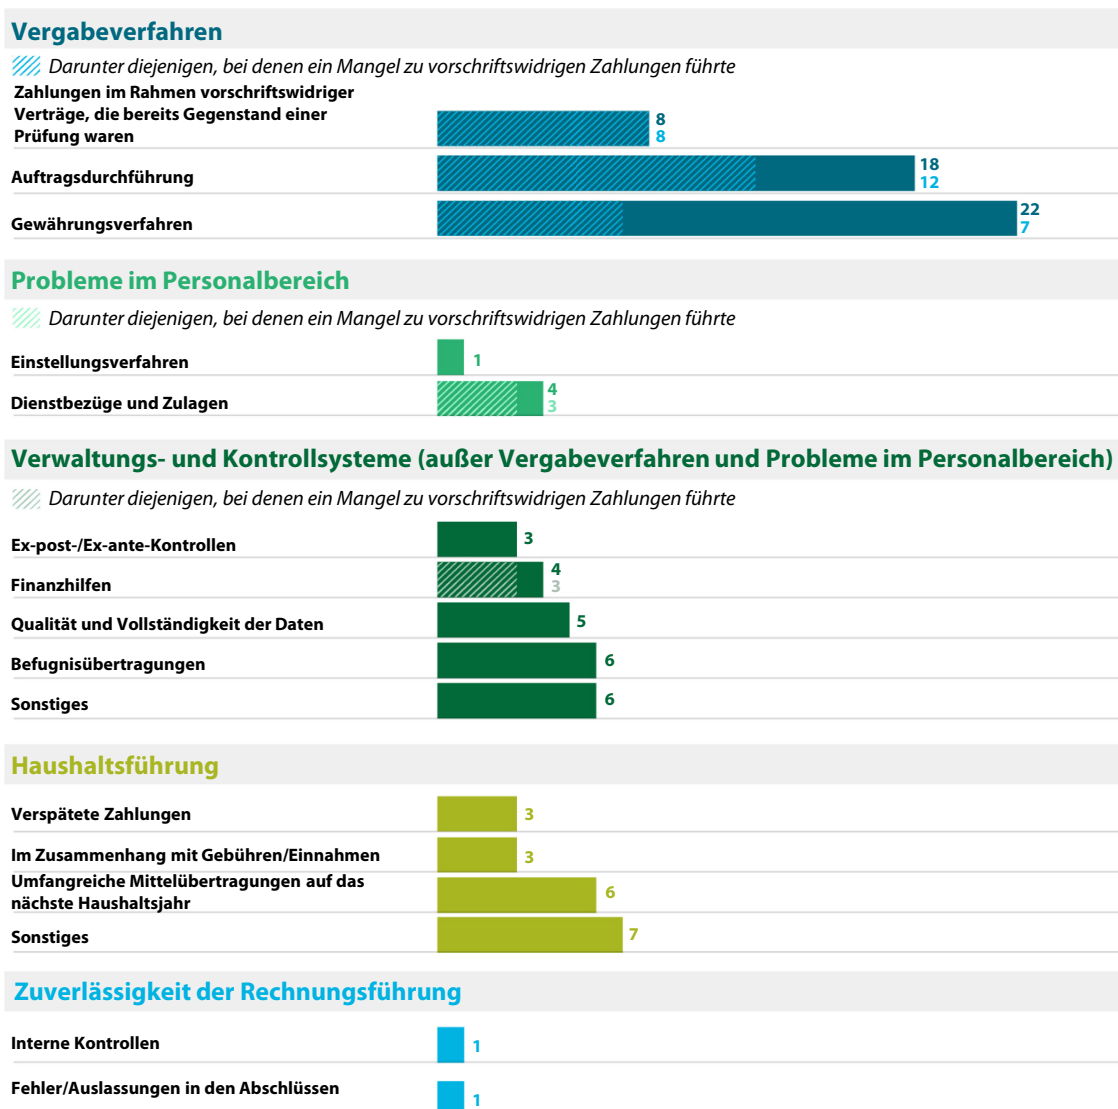 Vergabeverfahren
Darunter diejenigen, bei denen ein Mangel zu vorschriftswidrigen Zahlungen führte
Zahlungen im Rahmen vorschriftswidriger
Verträge, die bereits Gegenstand einer
Prüfung waren
8
8
Auftragsdurchführung
18
12
Gewährungsverfahren
22
7
Probleme im Personalbereich
Darunter diejenigen, bei denen ein Mangel zu vorschriftswidrigen Zahlungen führte
Einstellungsverfahren
1
Dienstbezüge und Zulagen
4
3
Verwaltungs- und Kontrollsysteme (außer Vergabeverfahren und Probleme im Personalbereich)
Darunter diejenigen, bei denen ein Mangel zu vorschriftswidrigen Zahlungen führte
Ex-post-/Ex-ante-Kontrollen
3
Finanzhilfen
4
3
Qualität und Vollständigkeit der Daten
5
Befugnisübertragungen
6
Sonstiges
6
Haushaltsführung
Verspätete Zahlungen
3
Im Zusammenhang mit Gebühren/Einnahmen
3
Umfangreiche Mittelübertragungen auf das
nächste Haushaltsjahr
6
Sonstiges
7
Zuverlässigkeit der Rechnungsführung
Interne Kontrollen
1
Fehler/Auslassungen in den Abschlüssen
1